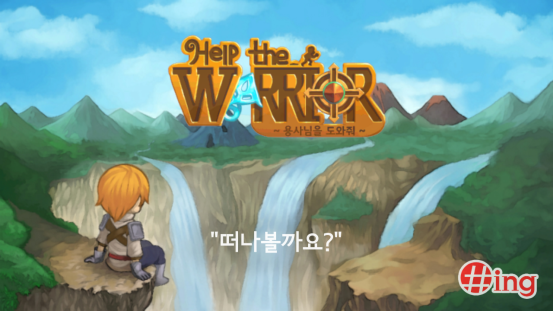 Help the
WARRIOR
~ 용사님을 도와줘 ~
"떠나볼까요?"
#ing